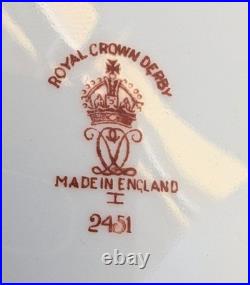 ROYAL CROWN DERBY
MADE IN ENGLAND
I
2451